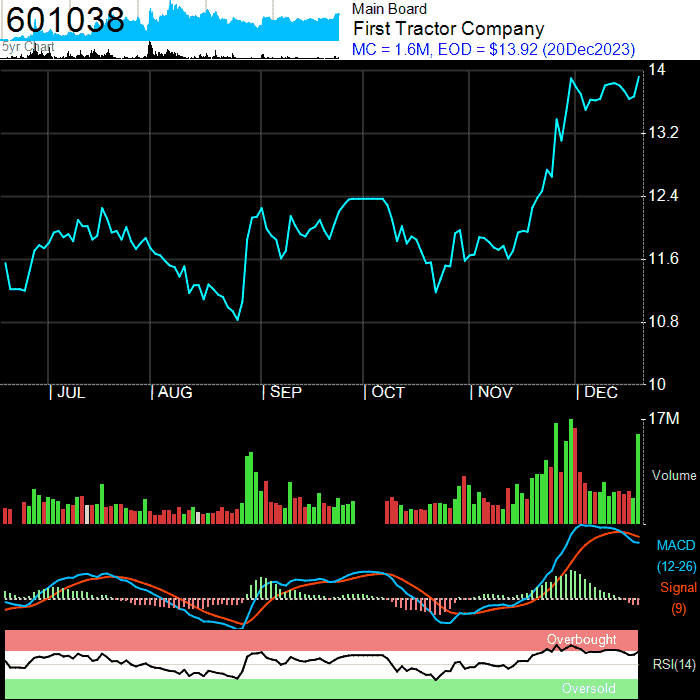 601038
5yr Chart
Main Board
First Tractor Company
MC = 1.6M, EOD = $13.92 (20Dec2023)
14
13.2
12.4
11.6
10.8
10
JUL AUG SEP OCT NOV DEC
17M
Volume
MACD
(12-26)
Signal
(9)
Overbought
RSI(14)
Oversold